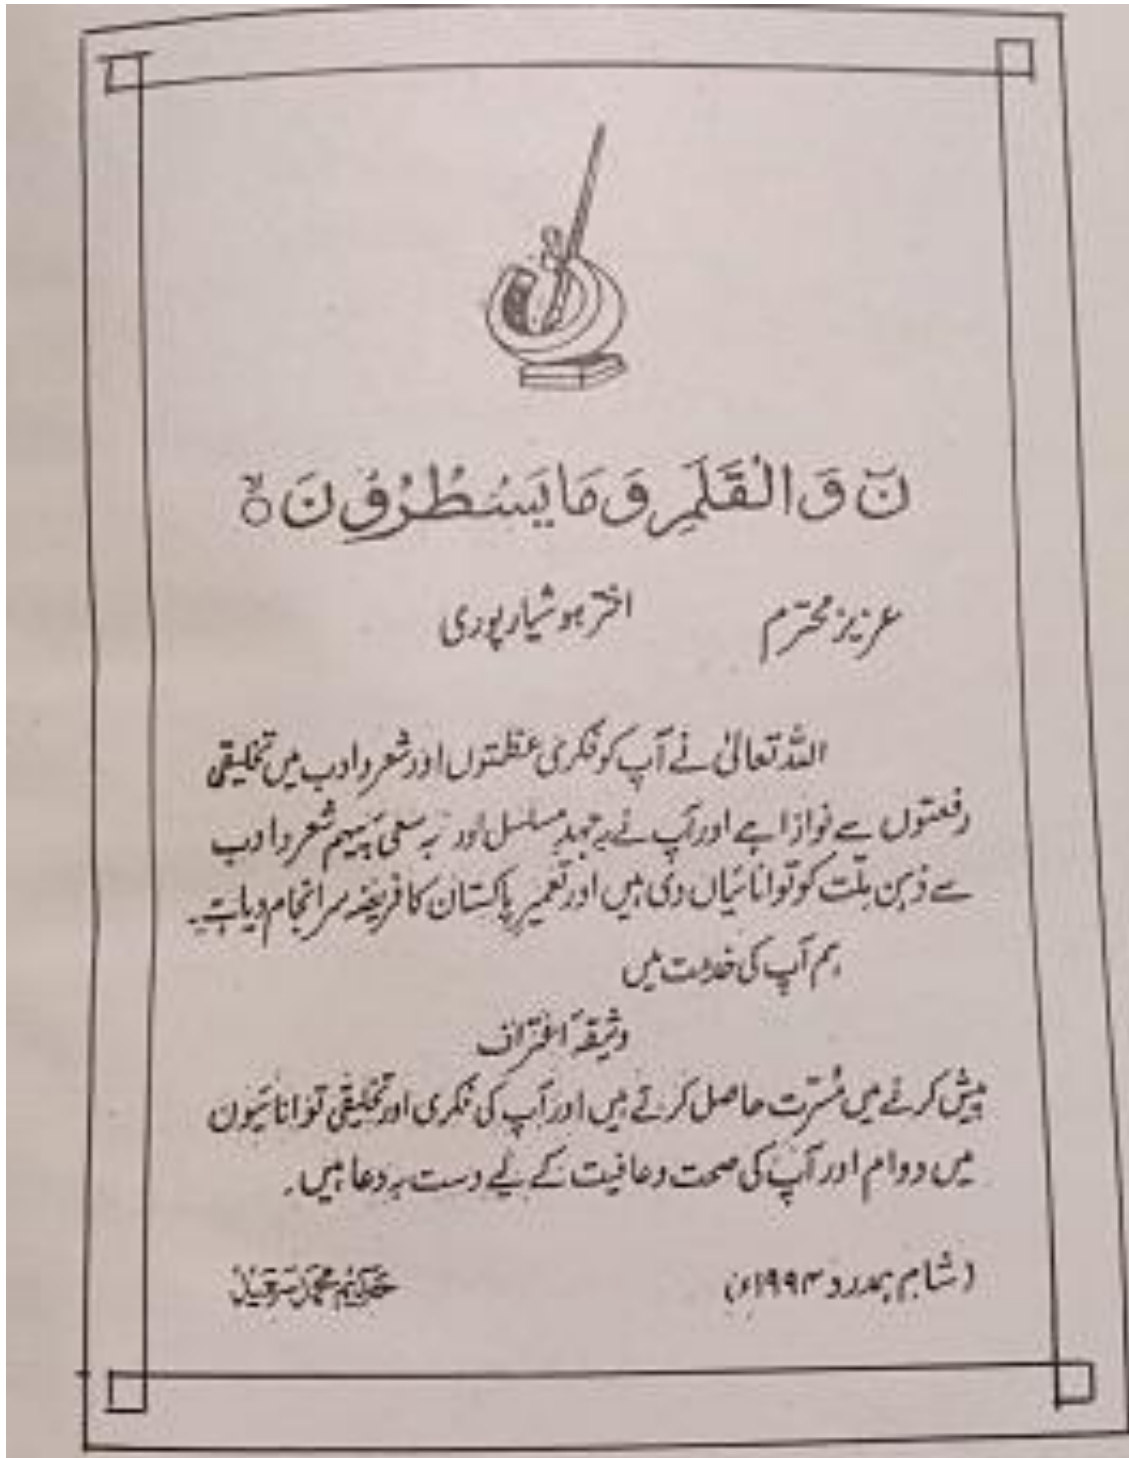 نٓ وَ الْقَلَمِ وَ مَا يَسْطُرُوْنَ ۙ
عزیز محترم اختر ہوشیارپوری
اللہ تعالیٰ نے آپ کو فکری عظمتوں اور شعر و ادب میں تخلیقی
رفعتوں سے نوازا ہے اور آپ نے بہ جہدِ مسلسل اور بہ سعیٔ پیہم شعر و ادب
سے ذہنِ ملّت کو توانائیاں دی ہیں اور تعمیرِ پاکستان کا فریضہ سرانجام دیا ہے۔
ہم آپ کی خدمت میں
وثیقۂ اعتراف
پیش کرنے میں مُسرّت حاصل کرتے ہیں اور آپ کی فکری اور تخلیقی توانائیوں
میں دوام اور آپ کی صحت و عافیت کے لیے دست بہ دعا ہیں۔
(شام ہمدرد ۱۹۹۴ء)
حکیم محمد سعید